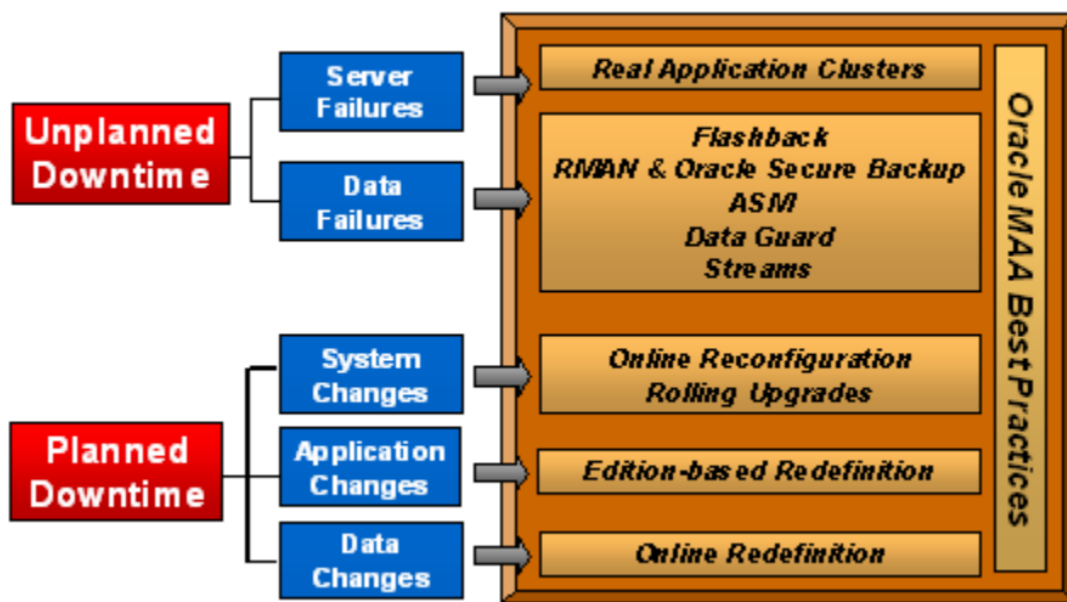 Unplanned
Downtime
Server
Failures
Real Application Clusters
Data
Failures
Flashback
RMAN & Oracle Secure Backup
ASM
Data Guard
Streams
Planned
Downtime
System
Changes
Online Reconfiguration
Rolling Upgrades
Application
Changes
Edition-based Redefinition
Data
Changes
Online Redefinition
Oracle MAA Best Practices